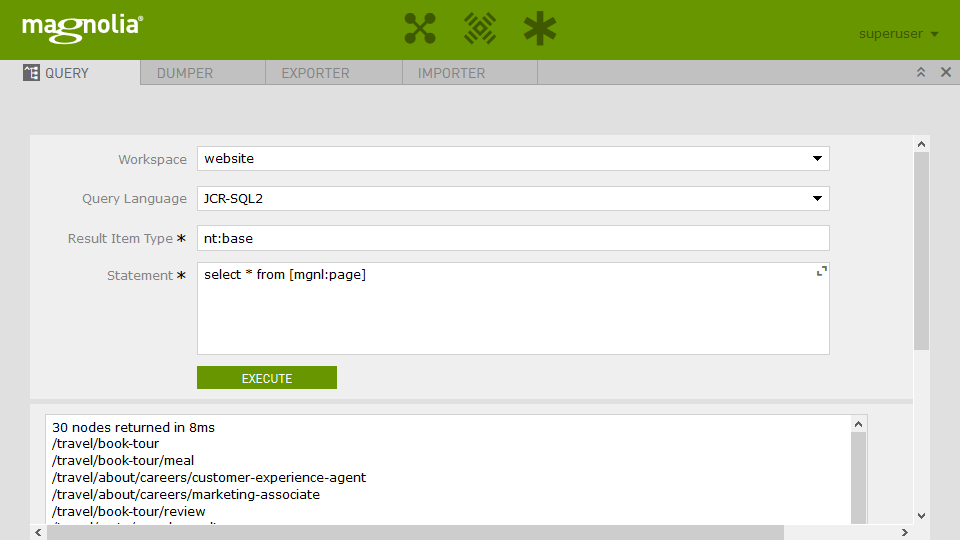 magnolia®
superuser
QUERY DUMPER EXPORTER IMPORTER
Workspace website
Query Language JCR-SQL2
Result Item Type * nt:base
Statement * select * from [mgnl:page]
EXECUTE
30 nodes returned in 8ms
/travel/book-tour
/travel/book-tour/meal
/travel/about/careers/customer-experience-agent
/travel/about/careers/marketing-associate
/travel/book-tour/review